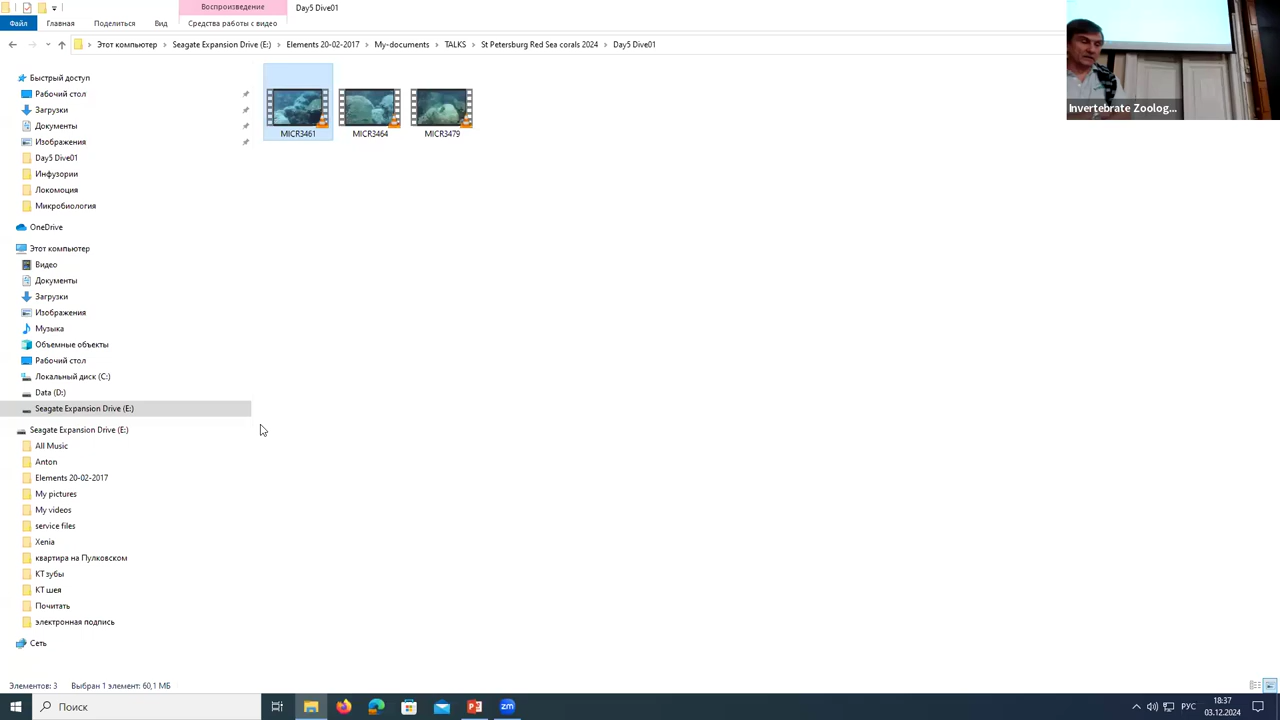 Воспроизведение
Day5 Dive01
Файл
Главная
Поделиться
Вид
Средства работы с видео
Этот компьютер
Seagate Expansion Drive (E:)
Elements 20-02-2017
My-documents
TALKS
St Petersburg Red Sea corals 2024
Day5 Dive01
Быстрый доступ
Рабочий стол
Загрузки
Документы
Изображения
Day5 Dive01
Инфузории
Локомоция
Микробиология
OneDrive
Этот компьютер
Видео
Документы
Загрузки
Изображения
Музыка
Объемные объекты
Рабочий стол
Локальный диск (C:)
Data (D:)
Seagate Expansion Drive (E:)
Seagate Expansion Drive (E:)
All Music
Anton
Elements 20-02-2017
My pictures
My videos
service files
Xenia
квартира на Пулковском
КТ зубы
КТ шея
Почитать
электронная подпись
Сеть
MICR3461
MICR3464
MICR3479
Invertebrate Zoolog...
Элементов: 3
Выбран 1 элемент: 60,1 МБ
Поиск
zm
РУС
18:37
03.12.2024